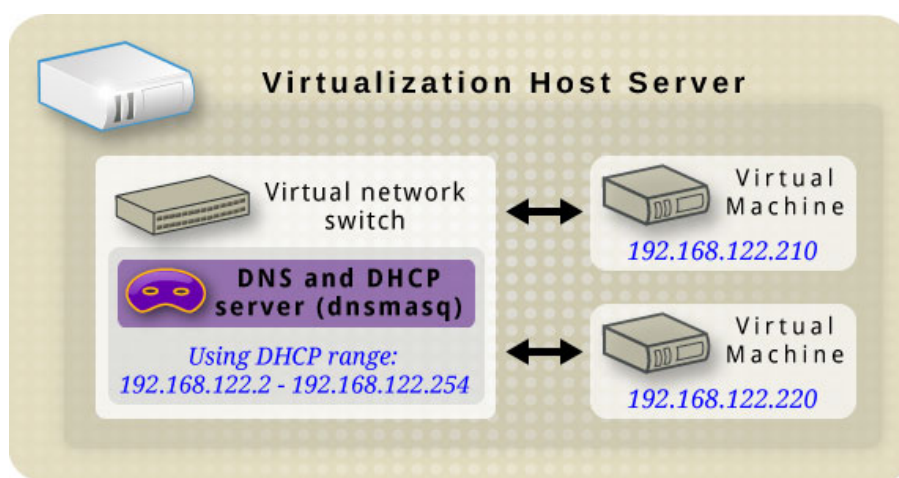 Virtualization Host Server
Virtual network
switch
DNS and DHCP
server (dnsmasq)
Using DHCP range:
192.168.122.2 - 192.168.122.254
Virtual
Machine
192.168.122.210
Virtual
Machine
192.168.122.220